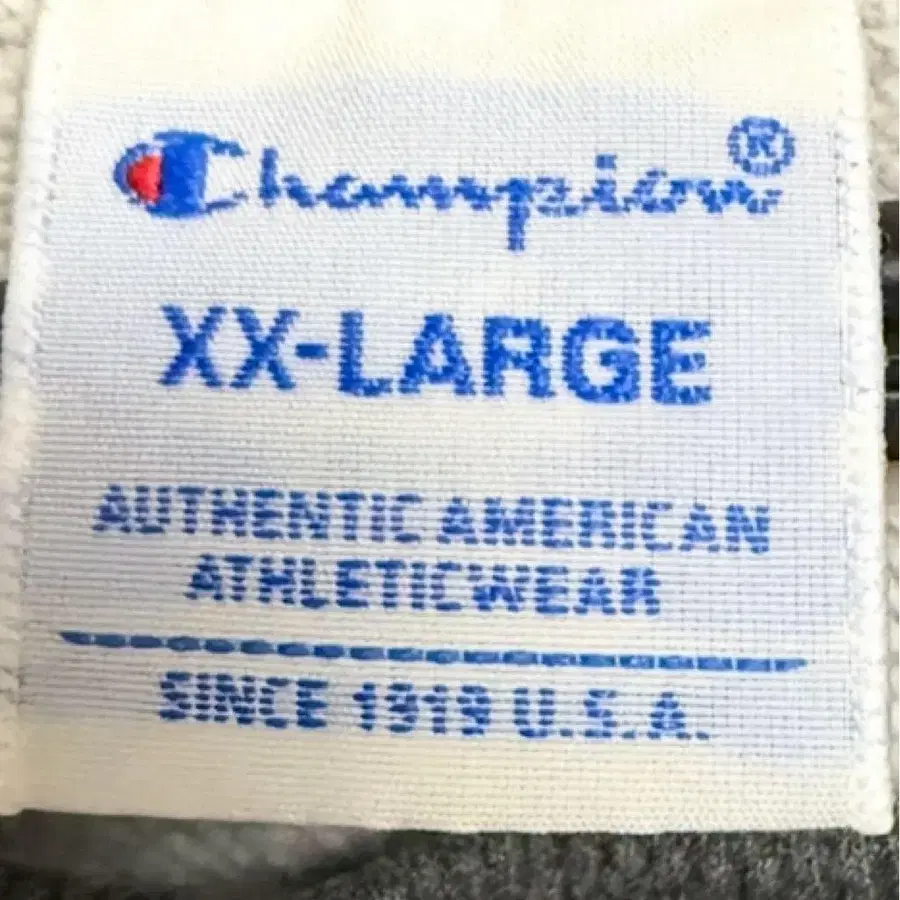 Champion®
XX-LARGE
AUTHENTIC AMERICAN
ATHLETICWEAR
SINCE 1919 U.S.A.